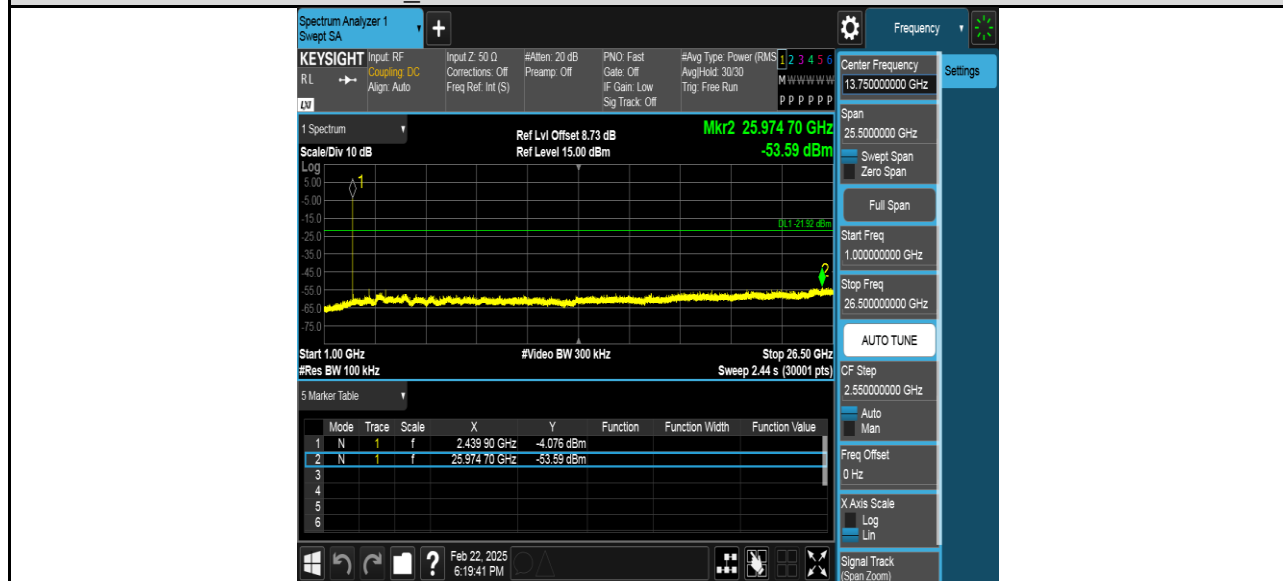 Spectrum Analyzer 1
Swept SA
Frequency
KEYSIGHT
RL
LXI
Input: RF
Coupling: DC
Align: Auto
Input Z: 50 Ω
Corrections: Off
Freq Ref: Int (S)
#Atten: 20 dB
Preamp: Off
PNO: Fast
Gate: Off
IF Gain: Low
Sig Track: Off
#Avg Type: Power (RMS
Avg|Hold: 30/30
Trig: Free Run
1 2 3 4 5 6
M W W W W W
P P P P P P
1 Spectrum
Scale/Div 10 dB
Ref Lvl Offset 8.73 dB
Ref Level 15.00 dBm
Mkr2 25.974 70 GHz
-53.59 dBm
Log
5.00
-5.00
-15.0
-25.0
-35.0
-45.0
-55.0
-65.0
-75.0
1
DL1 -21.92 dBm
2
Start 1.00 GHz
#Video BW 300 kHz
Stop 26.50 GHz
#Res BW 100 kHz
Sweep 2.44 s (30001 pts)
5 Marker Table
Mode Trace Scale X Y Function Function Width Function Value
1 N 1 f 2.439 90 GHz -4.076 dBm
2 N 1 f 25.974 70 GHz -53.59 dBm
3
4
5
6
Feb 22, 2025
6:19:41 PM
Center Frequency
13.750000000 GHz
Settings
Span
25.5000000 GHz
Swept Span
Zero Span
Full Span
Start Freq
1.000000000 GHz
Stop Freq
26.500000000 GHz
AUTO TUNE
CF Step
2.550000000 GHz
Auto
Man
Freq Offset
0 Hz
X Axis Scale
Log
Lin
Signal Track
(Span Zoom)